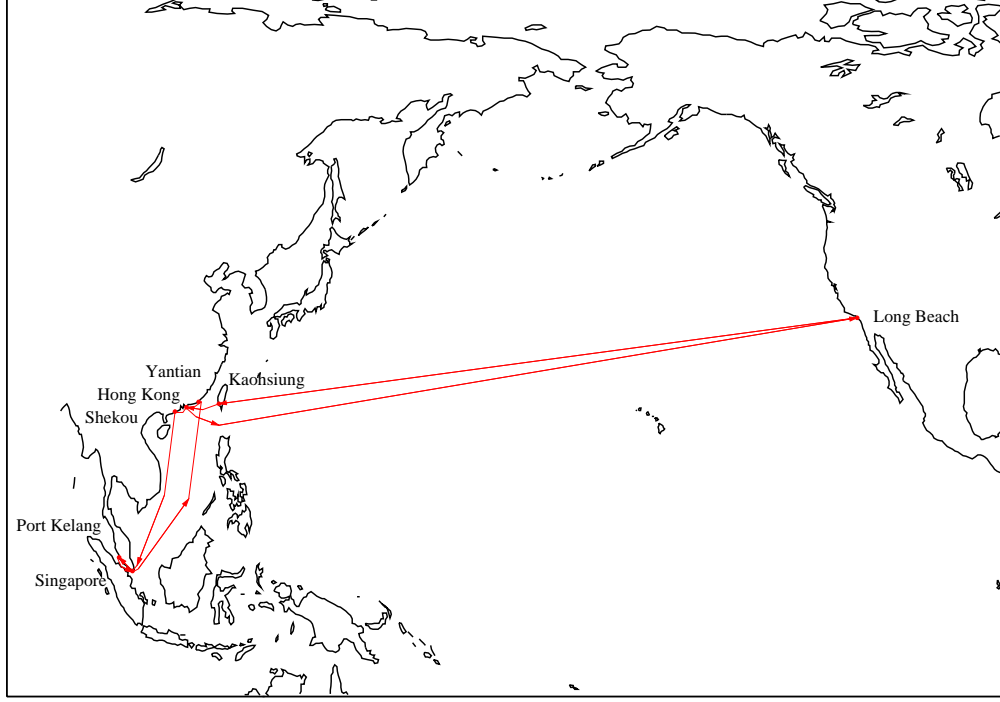 Long Beach
Yantian
Kaohsiung
Hong Kong
Shekou
Port Kelang
Singapore